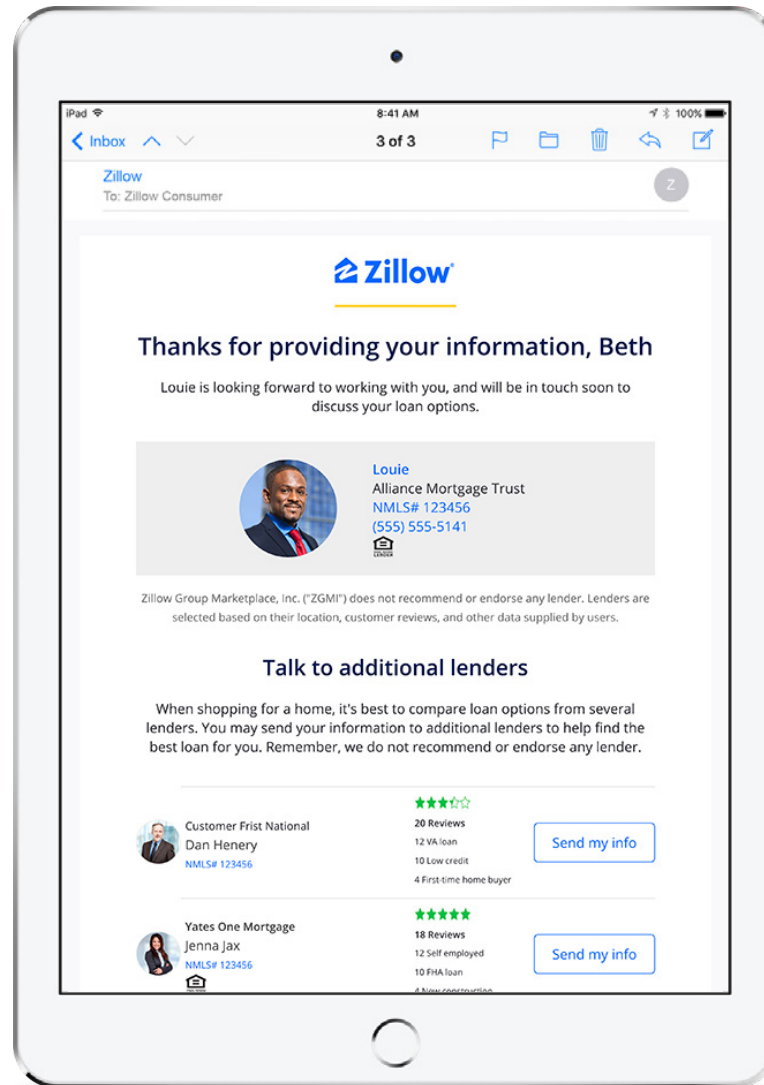 iPad
8:41 AM
100%
Inbox
3 of 3
Zillow
To: Zillow Consumer
Z
Zillow®
Thanks for providing your information, Beth
Louie is looking forward to working with you, and will be in touch soon to
discuss your loan options.
Louie
Alliance Mortgage Trust
NMLS# 123456
(555) 555-5141
Zillow Group Marketplace, Inc. ("ZGMI") does not recommend or endorse any lender. Lenders are
selected based on their location, customer reviews, and other data supplied by users.
Talk to additional lenders
When shopping for a home, it's best to compare loan options from several
lenders. You may send your information to additional lenders to help find the
best loan for you. Remember, we do not recommend or endorse any lender.
Customer Frist National
Dan Henery
NMLS# 123456
20 Reviews
12 VA loan
10 Low credit
4 First-time home buyer
Send my info
Yates One Mortgage
Jenna Jax
NMLS# 123456
18 Reviews
12 Self employed
10 FHA loan
4 New construction
Send my info